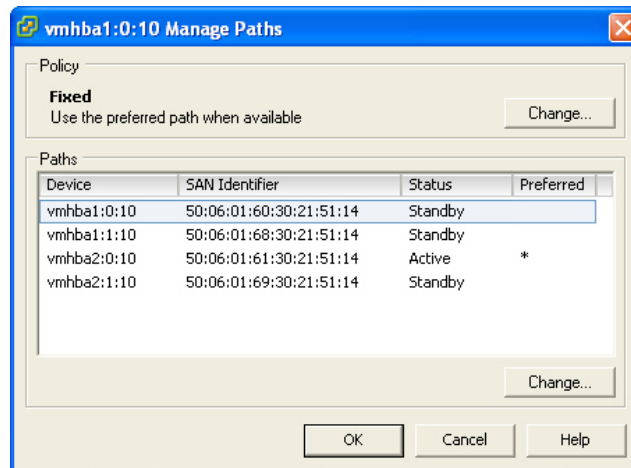 vmhba1:0:10 Manage Paths
Policy
Fixed
Use the preferred path when available
Change...
Paths
Device SAN Identifier Status Preferred
vmhba1:0:10 50:06:01:60:30:21:51:14 Standby
vmhba1:1:10 50:06:01:68:30:21:51:14 Standby
vmhba2:0:10 50:06:01:61:30:21:51:14 Active *
vmhba2:1:10 50:06:01:69:30:21:51:14 Standby
Change...
OK Cancel Help